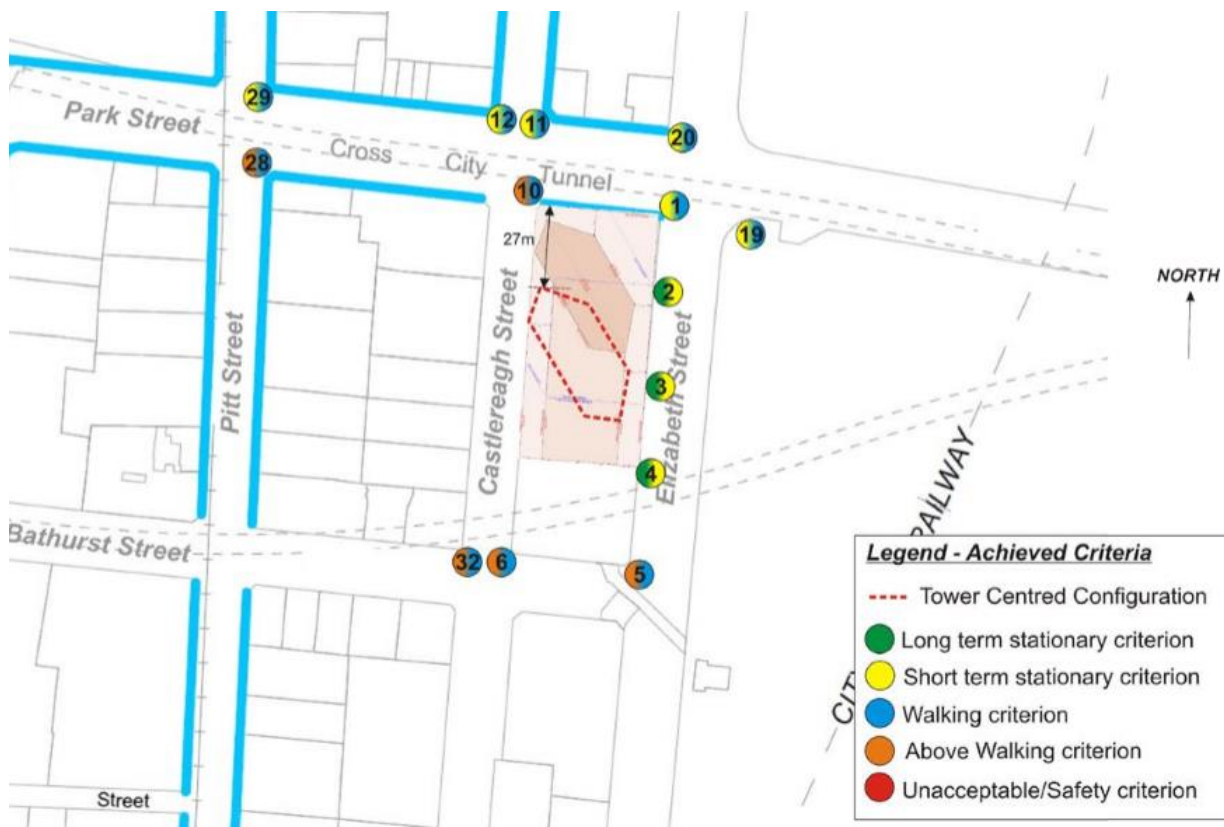 29
12
11
20
Park Street
28
Cross City Tunnel
10
1
19
27m
2
NORTH
Castlereagh Street
Pitt Street
Elizabeth Street
3
4
Bathurst Street
32
6
5
RAILWAY
CITY
Street
Legend - Achieved Criteria
Tower Centred Configuration
Long term stationary criterion
Short term stationary criterion
Walking criterion
Above Walking criterion
Unacceptable/Safety criterion